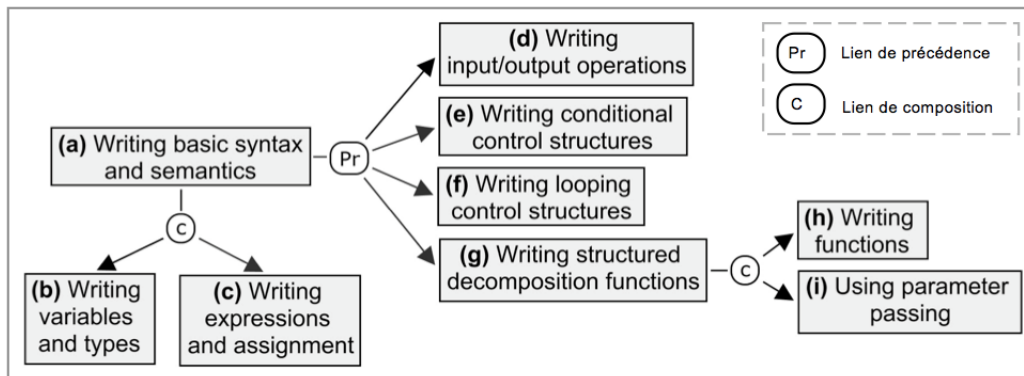 (d) Writing
input/output operations
Pr
Lien de précédence
C
Lien de composition
(e) Writing conditional
control structures
(a) Writing basic syntax
and semantics
Pr
(f) Writing looping
control structures
C
(g) Writing structured
decomposition functions
C
(h) Writing
functions
(i) Using parameter
passing
(b) Writing
variables
and types
(c) Writing
expressions
and assignment